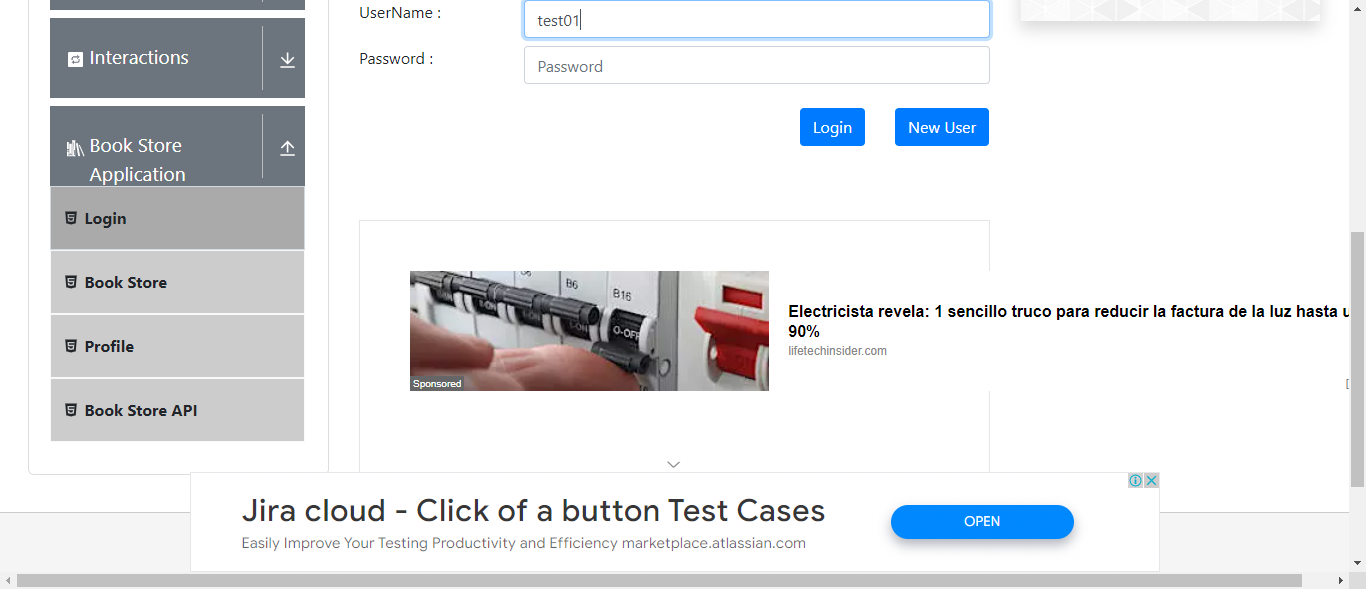 UserName :
test01
Password :
Password
Login
New User
Interactions
Book Store
Application
Login
Book Store
Profile
Book Store API
B6
B16
O-OFF
Sponsored
Electricista revela: 1 sencillo truco para reducir la factura de la luz hasta
90%
lifetechinsider.com
Jira cloud - Click of a button Test Cases
Easily Improve Your Testing Productivity and Efficiency marketplace.atlassian.com
OPEN